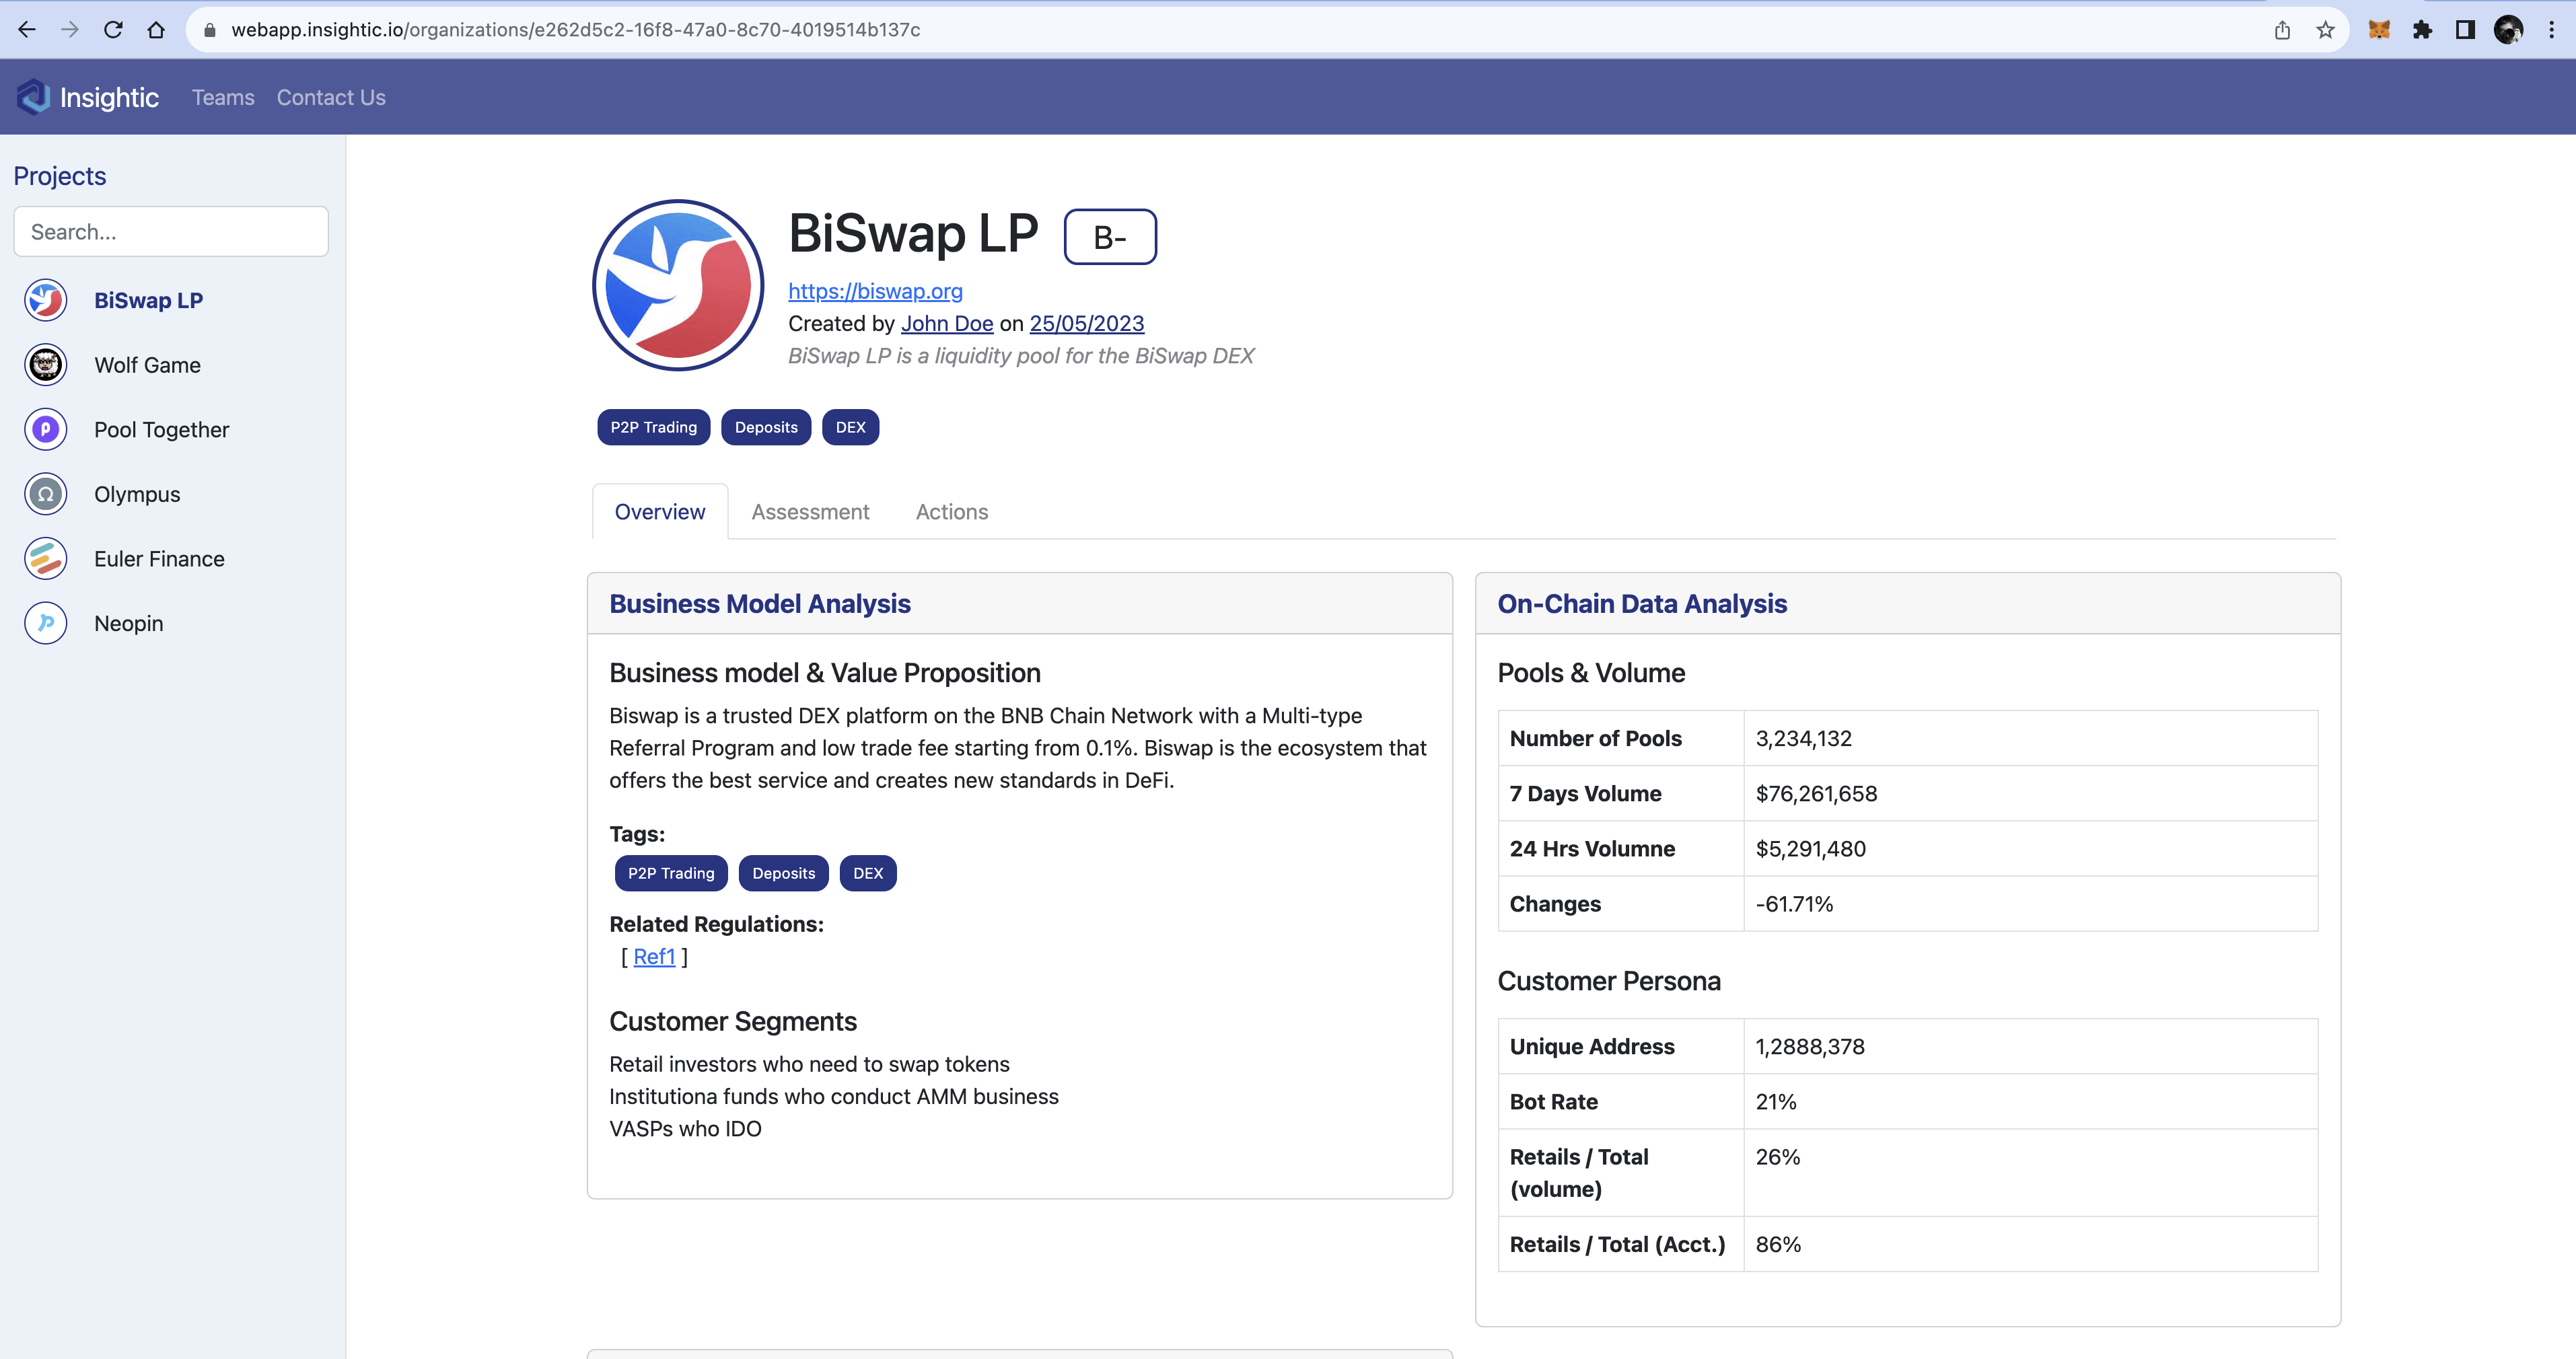 webapp.insightic.io/organizations/e262d5c2-16f8-47a0-8c70-4019514b137c
Insightic
Teams
Contact Us
Projects
Search...
BiSwap LP
Wolf Game
Pool Together
Olympus
Euler Finance
Neopin
BiSwap LP
B-
https://biswap.org
Created by John Doe on 25/05/2023
BiSwap LP is a liquidity pool for the BiSwap DEX
P2P Trading
Deposits
DEX
Overview
Assessment
Actions
Business Model Analysis
Business model & Value Proposition
Biswap is a trusted DEX platform on the BNB Chain Network with a Multi-type
Referral Program and low trade fee starting from 0.1%. Biswap is the ecosystem that
offers the best service and creates new standards in DeFi.
Tags:
P2P Trading
Deposits
DEX
Related Regulations:
[ Ref1 ]
Customer Segments
Retail investors who need to swap tokens
Institutiona funds who conduct AMM business
VASPs who IDO
On-Chain Data Analysis
Pools & Volume
Number of Pools 3,234,132
7 Days Volume $76,261,658
24 Hrs Volumne $5,291,480
Changes -61.71%
Customer Persona
Unique Address 1,2888,378
Bot Rate 21%
Retails / Total 26%
(volume)
Retails / Total (Acct.) 86%